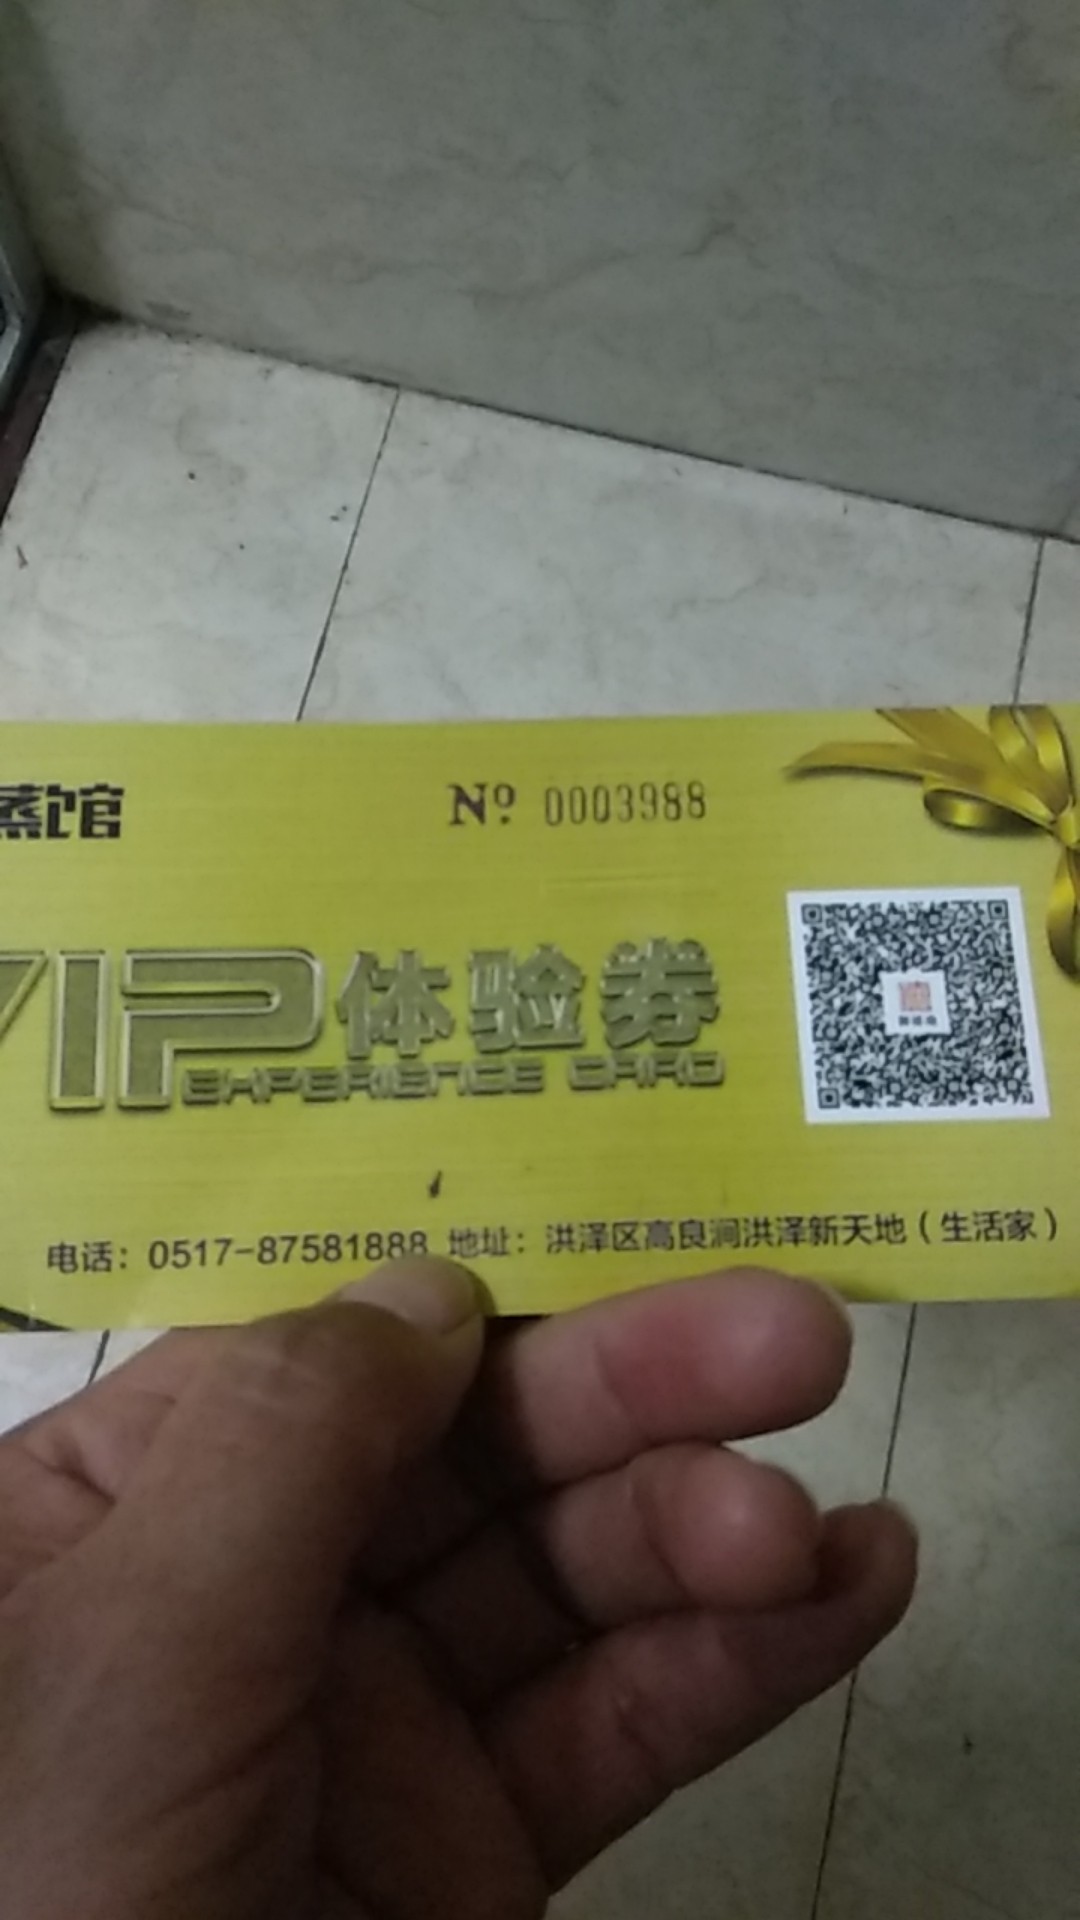 蒸馆
Nº 0003988
VIP体验券
EXPERIENCE CARD
电话：0517-87581888 地址：洪泽区高良涧洪泽新天地（生活家）